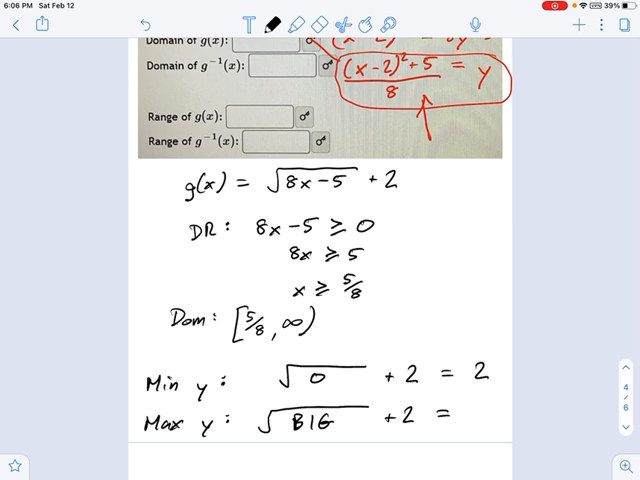 6:06 PM Sat Feb 12
39%
Domain of g(x):
Domain of g⁻¹(x):
(x - 2)² + 5 / 8 = y
Range of g(x):
Range of g⁻¹(x):
g(x) = √(8x - 5) + 2
DR: 8x - 5 ≥ 0
8x ≥ 5
x ≥ 5/8
Dom: [5/8, ∞)
Min y: √0 + 2 = 2
Max y: √BIG + 2 =
4
/
6